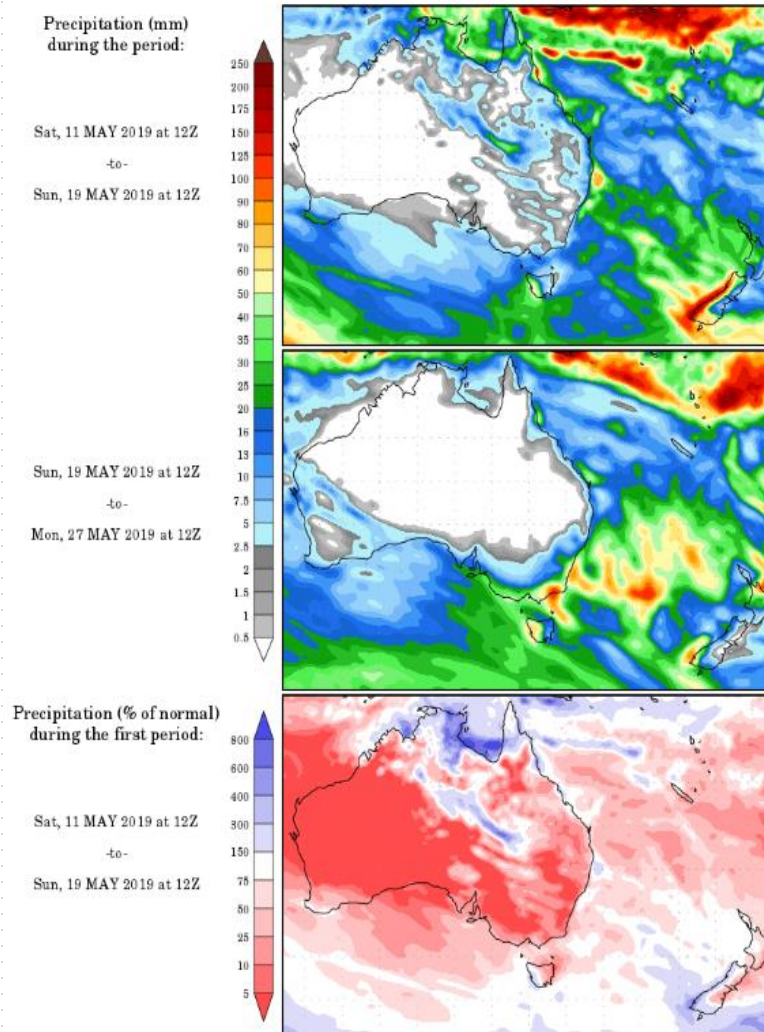 Precipitation (mm)
during the period:
Sat, 11 MAY 2019 at 12Z
-to-
Sun, 19 MAY 2019 at 12Z
250
200
175
150
125
100
90
80
70
60
50
40
35
30
25
20
16
13
10
7.5
5
2.5
2
1.5
1
0.5
Sun, 19 MAY 2019 at 12Z
-to-
Mon, 27 MAY 2019 at 12Z
Precipitation (% of normal)
during the first period:
Sat, 11 MAY 2019 at 12Z
-to-
Sun, 19 MAY 2019 at 12Z
800
600
400
300
150
75
50
25
10
5